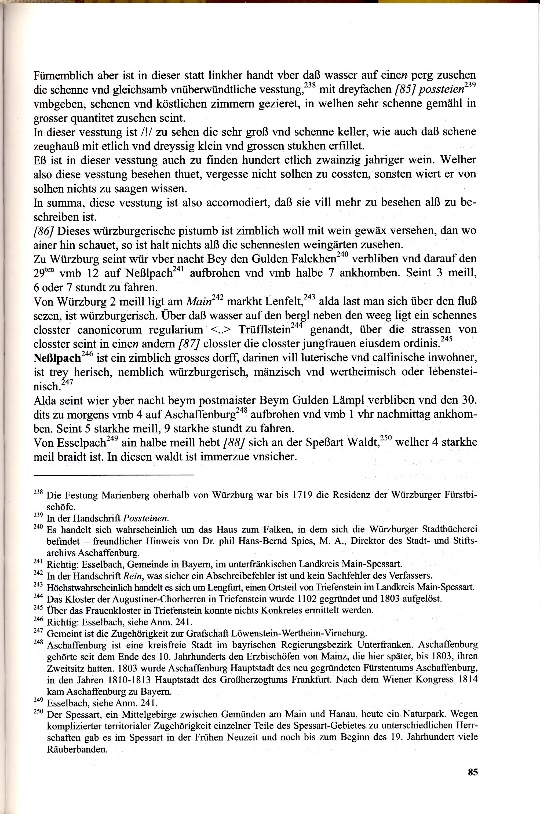 Fürnemblich aber ist in dieser statt linkher handt vber daß wasser auf einen perg zusehen
die schenne vnd gleichsamb vnüberwündtliche vesstung,²³⁸ mit dreyfachen [85] possteien²³⁹
vmbgeben, schenen vnd köstlichen zimmern gezieret, in welhen sehr schenne gemähl in
grosser quantitet zusehen seint.
In dieser vesstung ist /!/ zu sehen die sehr groß vnd schenne keller, wie auch daß schene
zeughauß mit etlich vnd dreyssig klein vnd grossen stukhen erfillet.
Eß ist in dieser vesstung auch zu finden hundert etlich zwainzig jahriger wein. Welher
also diese vesstung besehen thuet, vergesse nicht solhen zu cossten, sonsten wiert er von
solhen nichts zu saagen wissen.
In summa, diese vesstung ist also accomodiert, daß sie vill mehr zu besehen alß zu be-
schreiben ist.
[86] Dieses würzburgerische pistumb ist zimblich woll mit wein gewäx versehen, dan wo
ainer hin schauet, so ist halt nichts alß die schennesten weingärten zusehen.
Zu Würzburg seint wür vber nacht Bey den Gulden Falckhen²⁴⁰ verbliben vnd darauf den
29ᵗᵉⁿ vmb 12 auf Neßlpach²⁴¹ aufbrohen vnd vmb halbe 7 ankhomben. Seint 3 meill,
6 oder 7 stundt zu fahren.
Von Würzburg 2 meill ligt am Main²⁴² markht Lenfelt,²⁴³ alda last man sich über den fluß
sezen, ist würzburgerisch. Über daß wasser auf den bergl neben den weeg ligt ein schennes
closster canonicorum regularium <..> Trüfflstein²⁴⁴ genandt, über die strassen von
closster seint in einen andern [87] closster die closster jungfrauen eiusdem ordinis.²⁴⁵
Neßlpach²⁴⁶ ist ein zimblich grosses dorff, darinen vill luterische vnd calfinische inwohner,
ist trey herisch, nemblich würzburgerisch, mänzisch vnd wertheimisch oder lebenstei-
nisch.²⁴⁷
Alda seint wier yber nacht beym postmaister Beym Gulden Lämpl verbliben vnd den 30.
dits zu morgens vmb 4 auf Aschaffenburg²⁴⁸ aufbrohen vnd vmb 1 vhr nachmittag ankhom-
ben. Seint 5 starkhe meill, 9 starkhe stundt zu fahren.
Von Esselpach²⁴⁹ ain halbe meill hebt [88] sich an der Speßart Waldt,²⁵⁰ welher 4 starkhe
meil braidt ist. In diesen waldt ist immerzue vnsicher.
²³⁸ Die Festung Marienberg oberhalb von Würzburg war bis 1719 die Residenz der Würzburger Fürstbi-
schöfe.
²³⁹ In der Handschrift Possteinen.
²⁴⁰ Es handelt sich wahrscheinlich um das Haus zum Falken, in dem sich die Würzburger Stadtbücherei
befindet – freundlicher Hinweis von Dr. phil Hans-Bernd Spies, M. A., Direktor des Stadt- und Stifts-
archivs Aschaffenburg.
²⁴¹ Richtig: Esselbach, Gemeinde in Bayern, im unterfränkischen Landkreis Main-Spessart.
²⁴² In der Handschrift Rein, was sicher ein Abschreibefehler ist und kein Sachfehler des Verfassers.
²⁴³ Höchstwahrscheinlich handelt es sich um Lengfurt, einen Ortsteil von Triefenstein im Landkreis Main-Spessart.
²⁴⁴ Das Kloster der Augustiner-Chorherren in Triefenstein wurde 1102 gegründet und 1803 aufgelöst.
²⁴⁵ Über das Frauenkloster in Triefenstein konnte nichts Konkretes ermittelt werden.
²⁴⁶ Richtig: Esselbach, siehe Anm. 241.
²⁴⁷ Gemeint ist die Zugehörigkeit zur Grafschaft Löwenstein-Wertheim-Virneburg.
²⁴⁸ Aschaffenburg ist eine kreisfreie Stadt im bayrischen Regierungsbezirk Unterfranken. Aschaffenburg
gehörte seit dem Ende des 10. Jahrhunderts den Erzbischöfen von Mainz, die hier später, bis 1803, ihren
Zweitsitz hatten. 1803 wurde Aschaffenburg Hauptstadt des neu gegründeten Fürstentums Aschaffenburg,
in den Jahren 1810-1813 Hauptstadt des Großherzogtums Frankfurt. Nach dem Wiener Kongress 1814
kam Aschaffenburg zu Bayern.
²⁴⁹ Esselbach, siehe Anm. 241.
²⁵⁰ Der Spessart, ein Mittelgebirge zwischen Gemünden am Main und Hanau, heute ein Naturpark. Wegen
komplizierter territorialer Zugehörigkeit einzelner Teile des Spessart-Gebietes zu unterschiedlichen Herr-
schaften gab es im Spessart in der Frühen Neuzeit und noch bis zum Beginn des 19. Jahrhundert viele
Räuberbanden.
85